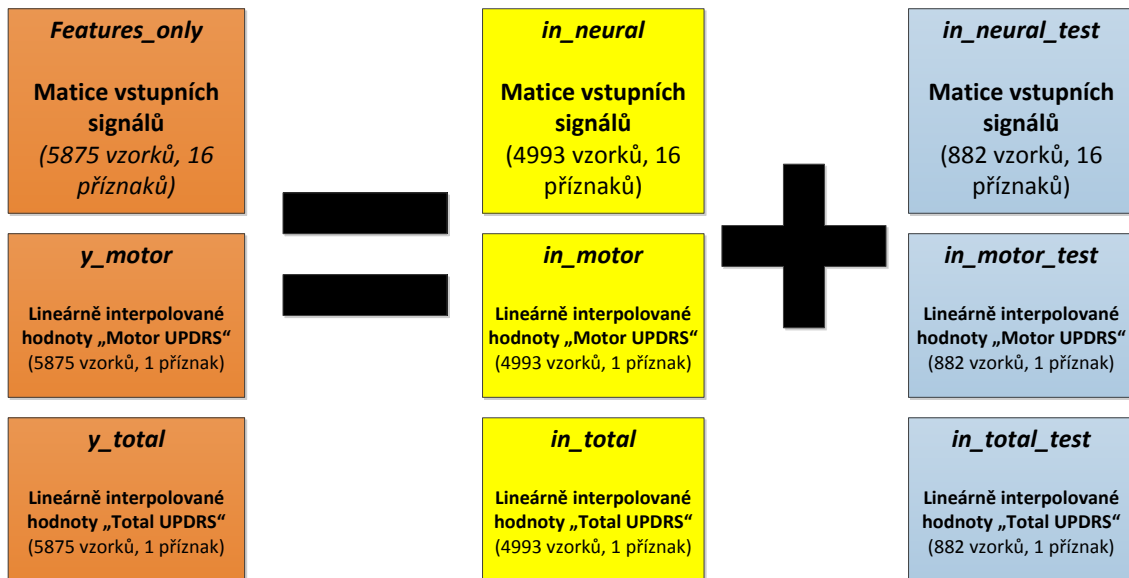 Features_only
Matice vstupních
signálů
(5875 vzorků, 16
příznaků)
in_neural
Matice vstupních
signálů
(4993 vzorků, 16
příznaků)
in_neural_test
Matice vstupních
signálů
(882 vzorků, 16
příznaků)
y_motor
Lineárně interpolované
hodnoty „Motor UPDRS“
(5875 vzorků, 1 příznak)
in_motor
Lineárně interpolované
hodnoty „Motor UPDRS“
(4993 vzorků, 1 příznak)
in_motor_test
Lineárně interpolované
hodnoty „Motor UPDRS“
(882 vzorků, 1 příznak)
y_total
Lineárně interpolované
hodnoty „Total UPDRS“
(5875 vzorků, 1 příznak)
in_total
Lineárně interpolované
hodnoty „Total UPDRS“
(4993 vzorků, 1 příznak)
in_total_test
Lineárně interpolované
hodnoty „Total UPDRS“
(882 vzorků, 1 příznak)